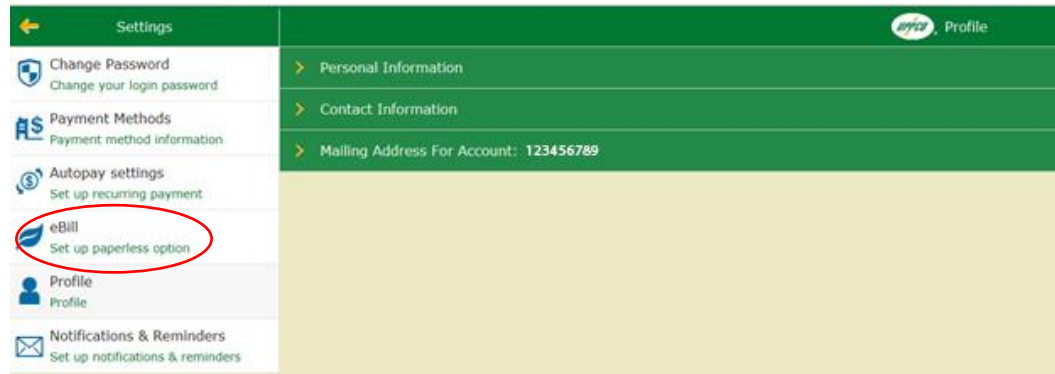 Settings
uppco, Profile
Change Password
Change your login password
Payment Methods
Payment method information
Autopay settings
Set up recurring payment
eBill
Set up paperless option
Profile
Profile
Notifications & Reminders
Set up notifications & reminders
Personal Information
Contact Information
Mailing Address For Account: 123456789